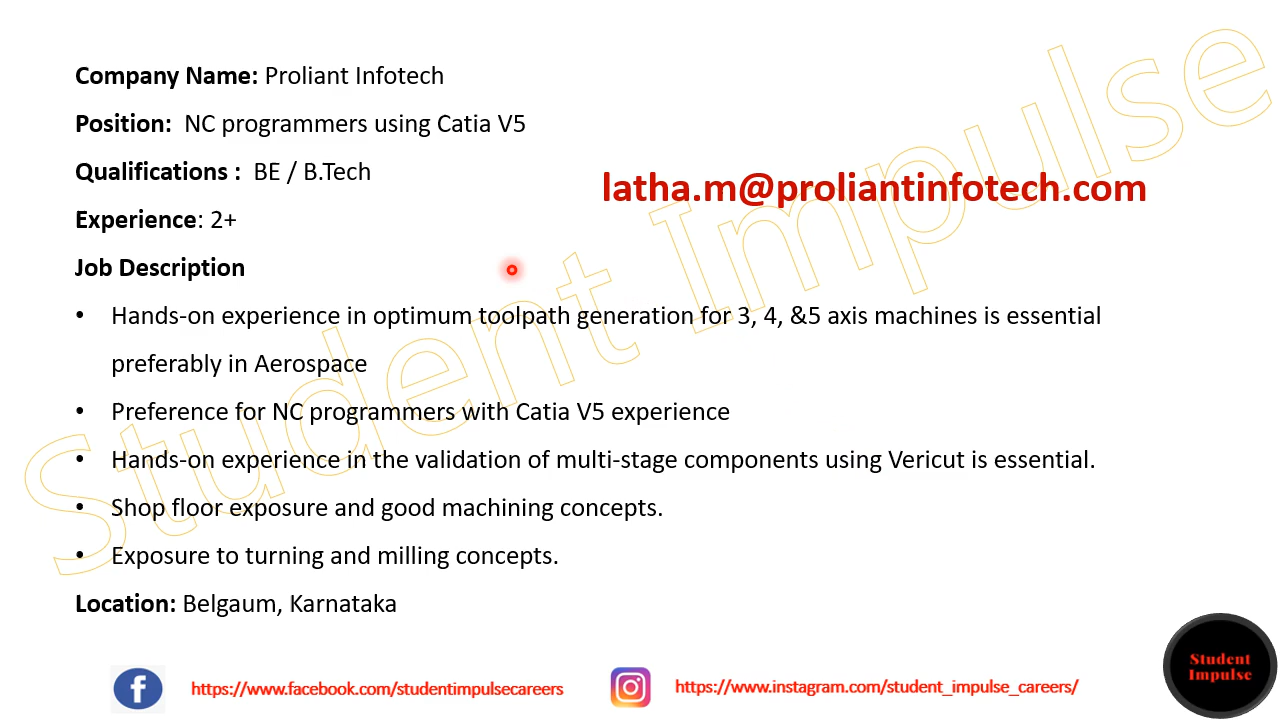 Company Name: Proliant Infotech
Position: NC programmers using Catia V5
Qualifications : BE / B.Tech
latha.m@proliantinfotech.com
Experience: 2+
Job Description
• Hands-on experience in optimum toolpath generation for 3, 4, &5 axis machines is essential
preferably in Aerospace
• Preference for NC programmers with Catia V5 experience
• Hands-on experience in the validation of multi-stage components using Vericut is essential.
• Shop floor exposure and good machining concepts.
• Exposure to turning and milling concepts.
Location: Belgaum, Karnataka
Student Impulse
https://www.facebook.com/studentimpulsecareers
https://www.instagram.com/student_impulse_careers/
Student
Impulse